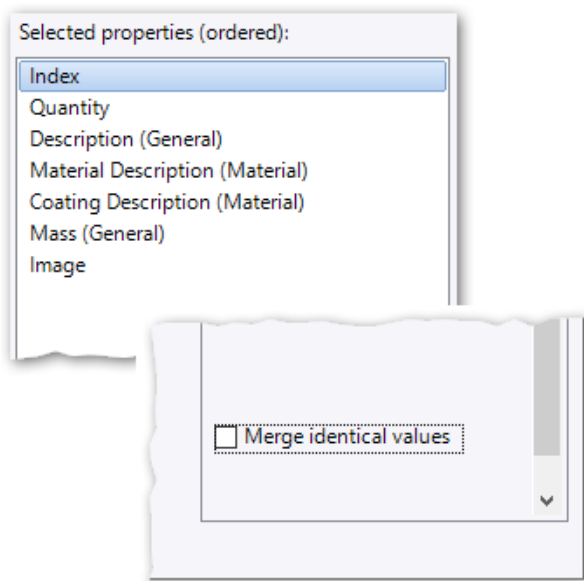 Selected properties (ordered):
Index
Quantity
Description (General)
Material Description (Material)
Coating Description (Material)
Mass (General)
Image
Merge identical values